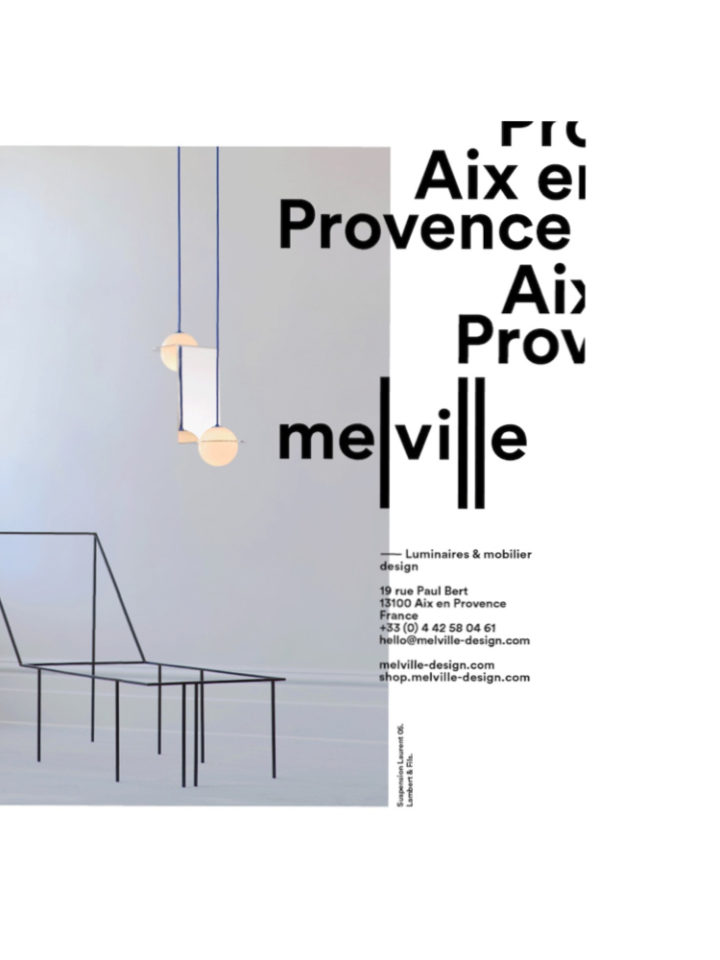 Pro
Aix en
Provence
Aix
Prov
melville
— Luminaires & mobilier
design
19 rue Paul Bert
13100 Aix en Provence
France
+33 (0) 4 42 58 04 61
hello@melville-design.com
melville-design.com
shop.melville-design.com
Suspension Laurent 05.
Lambert & Fils.